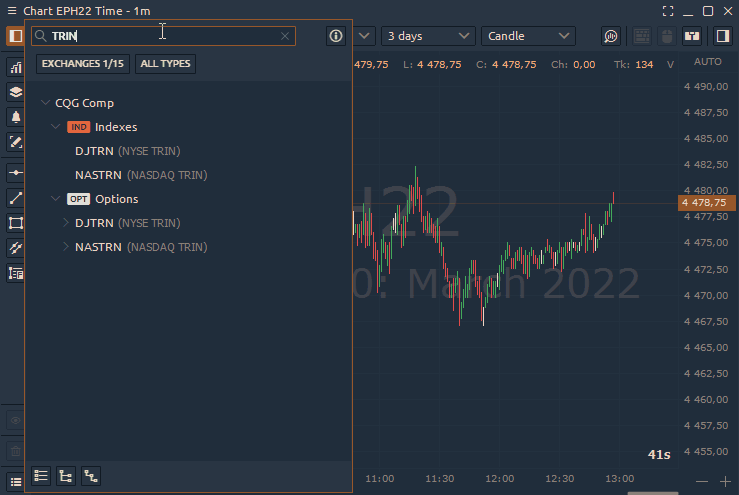 Chart EPH22 Time - 1m
TRIN
3 days
Candle
EXCHANGES 1/15
ALL TYPES
479,75 L: 4 478,75 C: 4 478,75 Ch: 0,00 Tk: 134 V
AUTO
CQG Comp
IND Indexes
DJTRN (NYSE TRIN)
NASTRN (NASDAQ TRIN)
OPT Options
DJTRN (NYSE TRIN)
NASTRN (NASDAQ TRIN)
H22
0: March 2022
4 490,00
4 487,50
4 485,00
4 482,50
4 480,00
4 478,75
4 477,50
4 475,00
4 472,50
4 470,00
4 467,50
4 465,00
4 462,50
4 460,00
4 457,50
4 455,00
41s
11:00
11:30
12:00
12:30
13:00